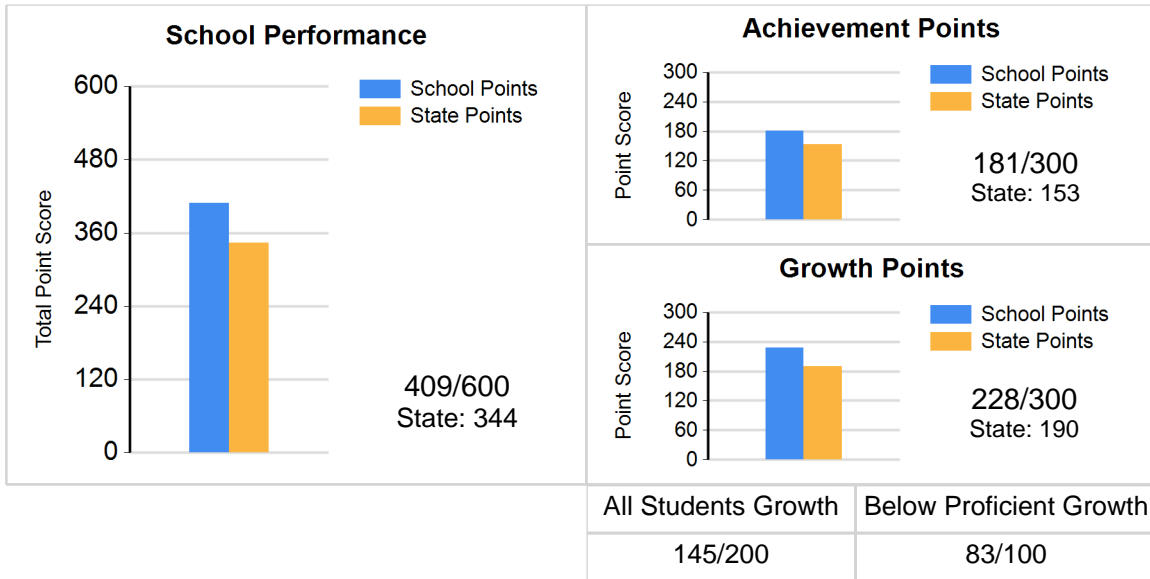 School Performance
600
480
360
240
120
0
Total Point Score
School Points
State Points
409/600
State: 344
Achievement Points
300
240
180
120
60
0
Point Score
School Points
State Points
181/300
State: 153
Growth Points
300
240
180
120
60
0
Point Score
School Points
State Points
228/300
State: 190
All Students Growth
Below Proficient Growth
145/200
83/100